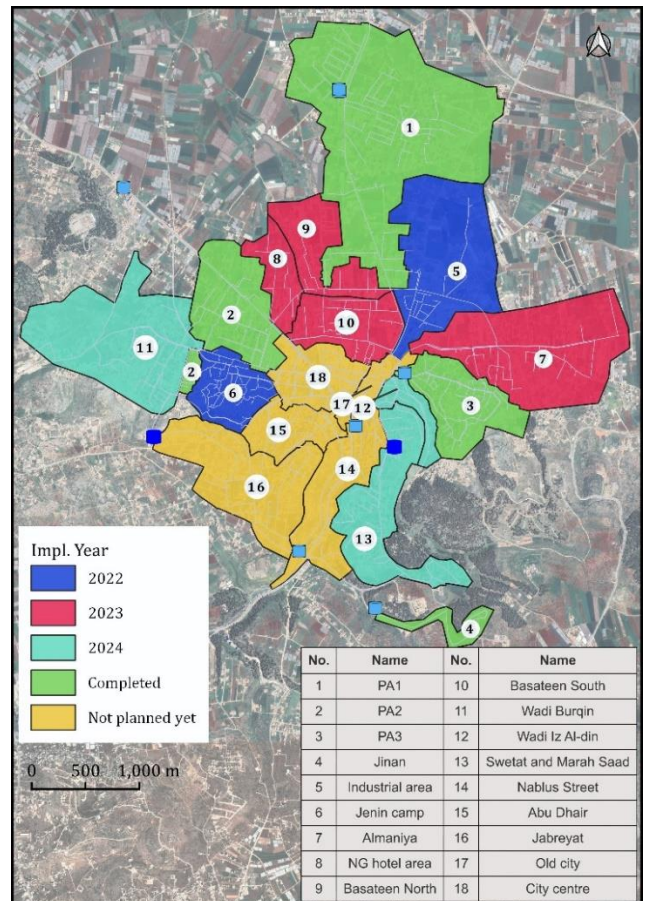 1
9
8
5
2
10
11
7
18
2
6
17 12
3
15
14
16
13
4
Impl. Year
2022
2023
2024
Completed
Not planned yet
0 500 1,000 m
No. Name No. Name
1 PA1 10 Basateen South
2 PA2 11 Wadi Burqin
3 PA3 12 Wadi Iz Al-din
4 Jinan 13 Swetat and Marah Saad
5 Industrial area 14 Nablus Street
6 Jenin camp 15 Abu Dhair
7 Almaniya 16 Jabreyat
8 NG hotel area 17 Old city
9 Basateen North 18 City centre